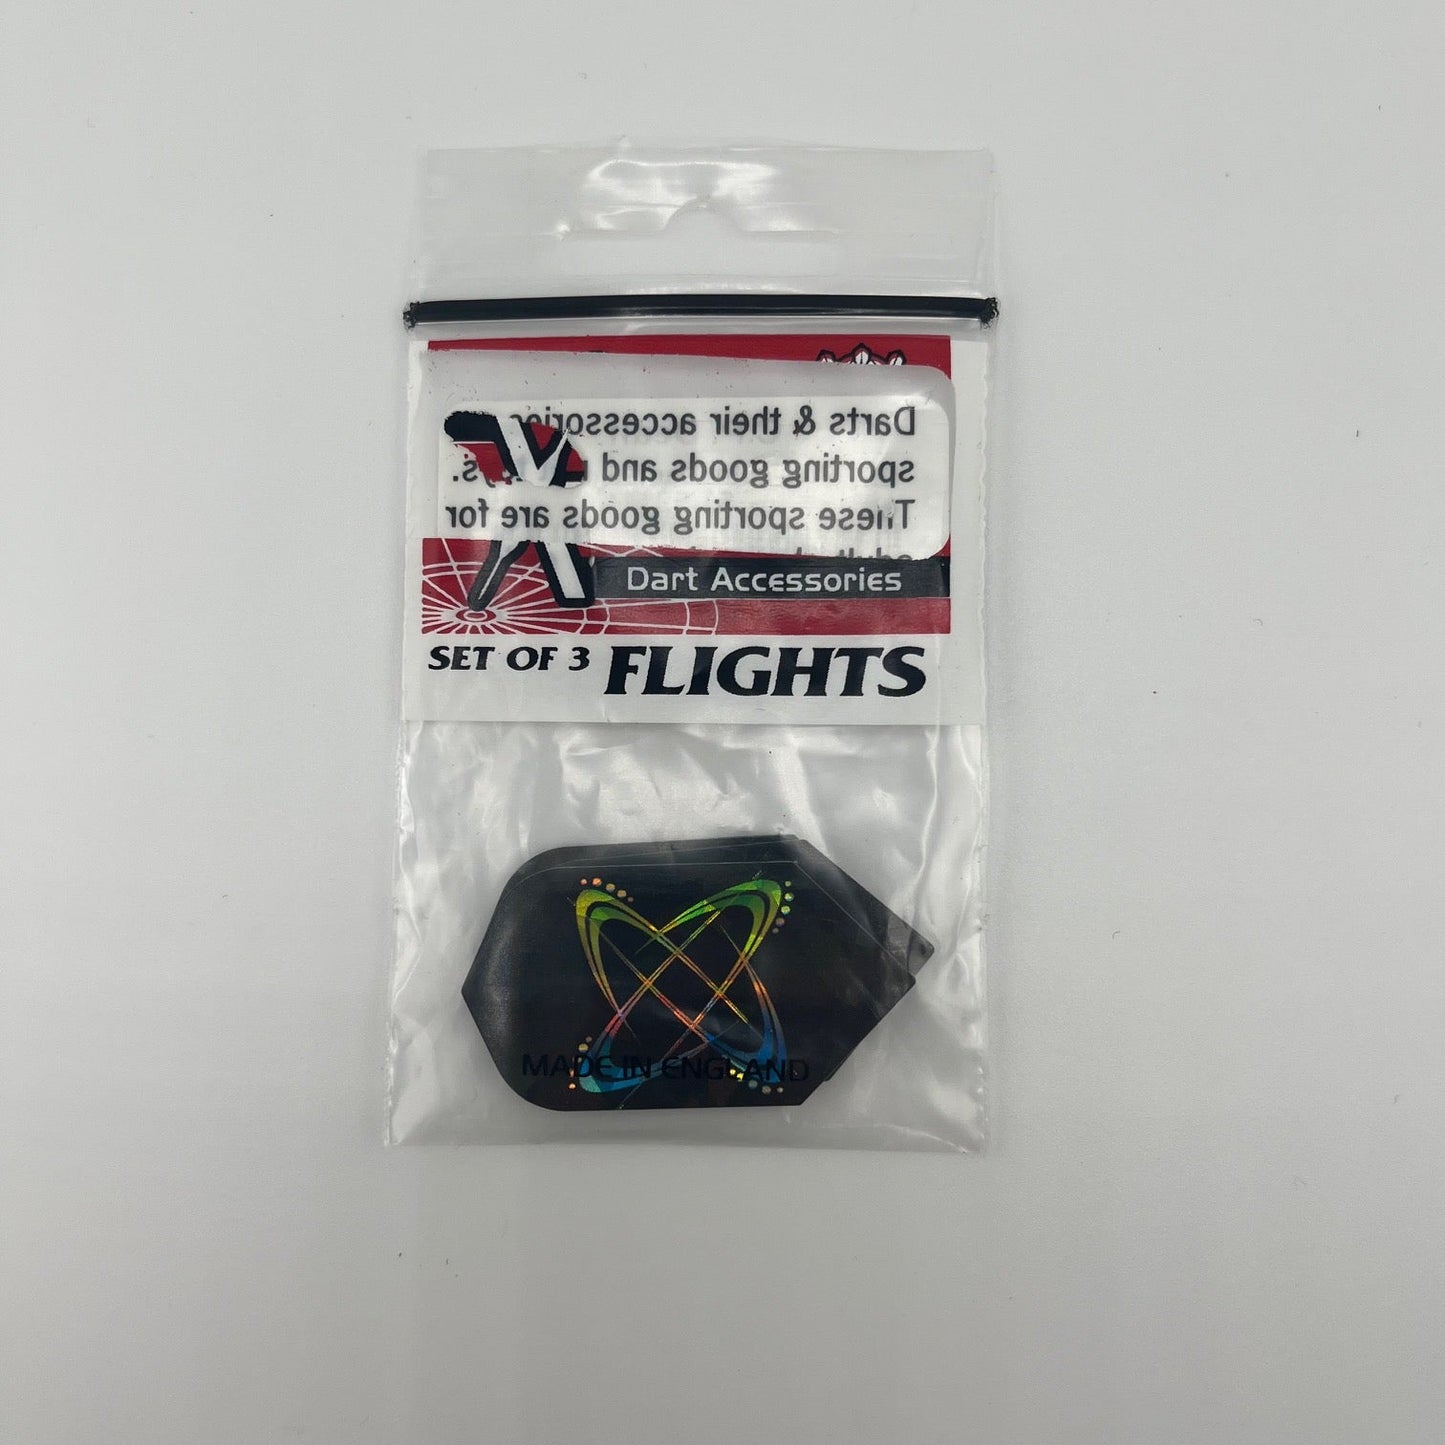 Darts & their accessories
sporting goods and
These sporting goods are for
Dart Accessories
SET OF 3 FLIGHTS
MADE IN ENGLAND